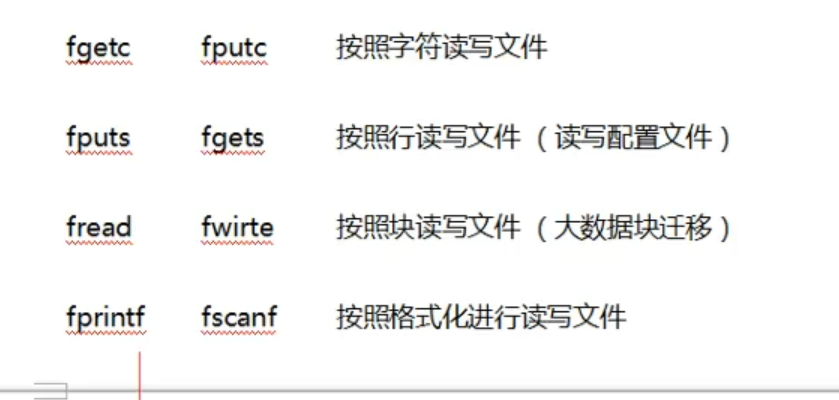 fgetc fputc 按照字符读写文件
fputs fgets 按照行读写文件（读写配置文件）
fread fwirte 按照块读写文件（大数据块迁移）
fprintf fscanf 按照格式化进行读写文件